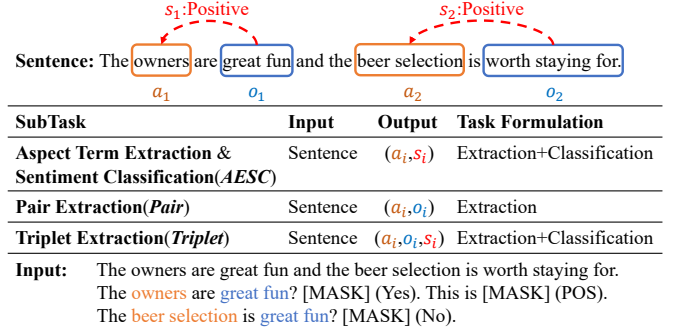 s1:Positive s2:Positive
Sentence: The owners are great fun and the beer selection is worth staying for.
a1 o1 a2 o2
SubTask Input Output Task Formulation
Aspect Term Extraction & Sentence (ai,si) Extraction+Classification
Sentiment Classification(AESC)
Pair Extraction(Pair) Sentence (ai,oi) Extraction
Triplet Extraction(Triplet) Sentence (ai,oi,si) Extraction+Classification
Input: The owners are great fun and the beer selection is worth staying for.
The owners are great fun? [MASK] (Yes). This is [MASK] (POS).
The beer selection is great fun? [MASK] (No).